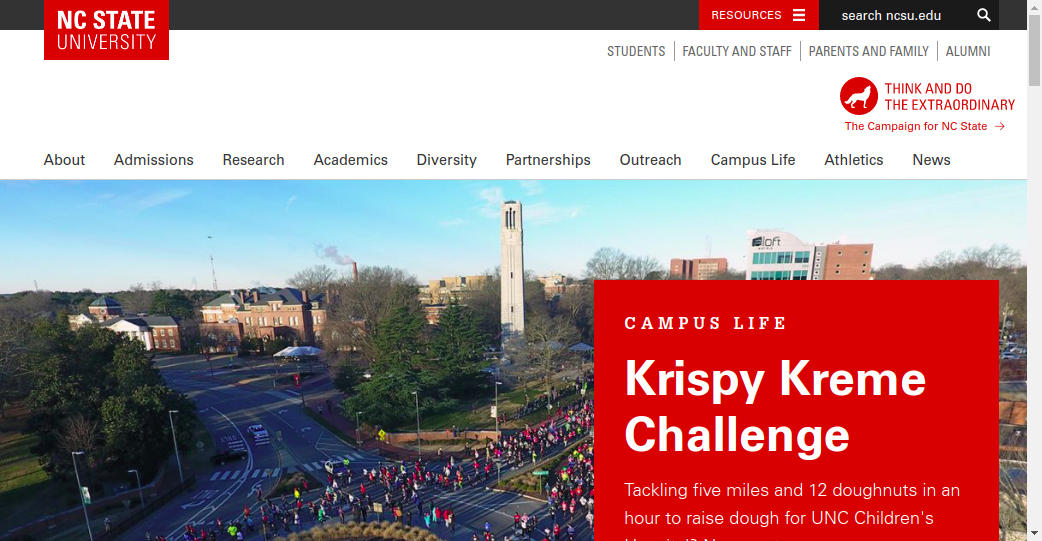 NC STATE
UNIVERSITY
RESOURCES
search ncsu.edu
STUDENTS
FACULTY AND STAFF
PARENTS AND FAMILY
ALUMNI
THINK AND DO
THE EXTRAORDINARY
The Campaign for NC State →
About
Admissions
Research
Academics
Diversity
Partnerships
Outreach
Campus Life
Athletics
News
aloft
CAMPUS LIFE
Krispy Kreme
Challenge
Tackling five miles and 12 doughnuts in an
hour to raise dough for UNC Children's